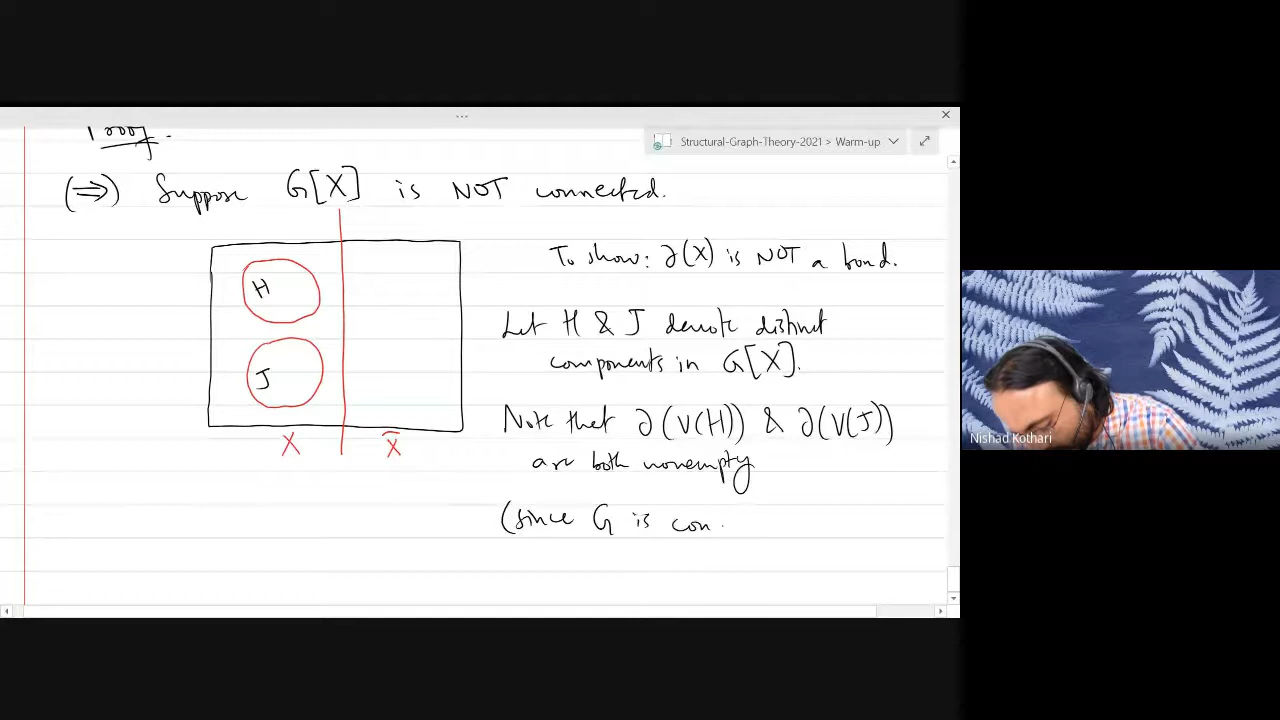 Proof.
Structural-Graph-Theory-2021 > Warm-up
(⇒) Suppose G[X] is NOT connected.
To show: ∂(X) is NOT a bond.
H
Let H & J denote distinct
components in G[X].
J
Note that ∂(V(H)) & ∂(V(J))
X X̄
are both nonempty
(since G is con
Nishad Kothari